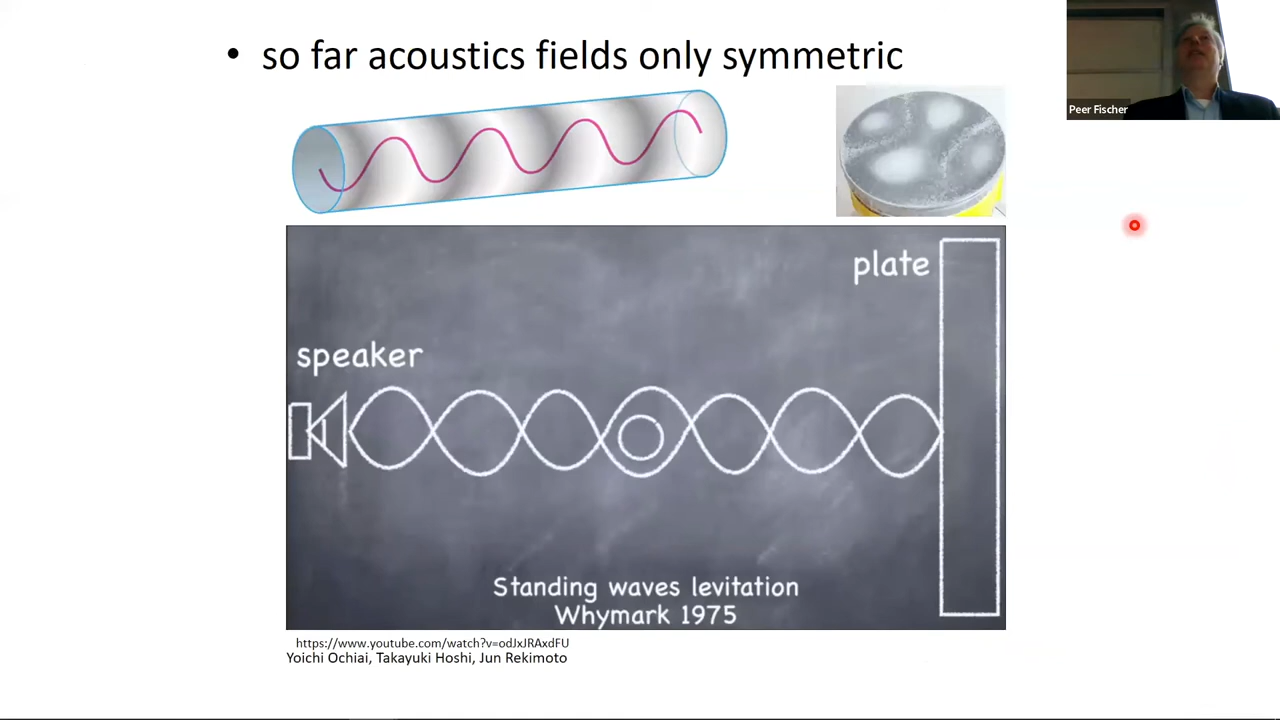 • so far acoustics fields only symmetric
Peer Fischer
plate
speaker
Standing waves levitation
Whymark 1975
https://www.youtube.com/watch?v=odJxJRAxdFU
Yoichi Ochiai, Takayuki Hoshi, Jun Rekimoto